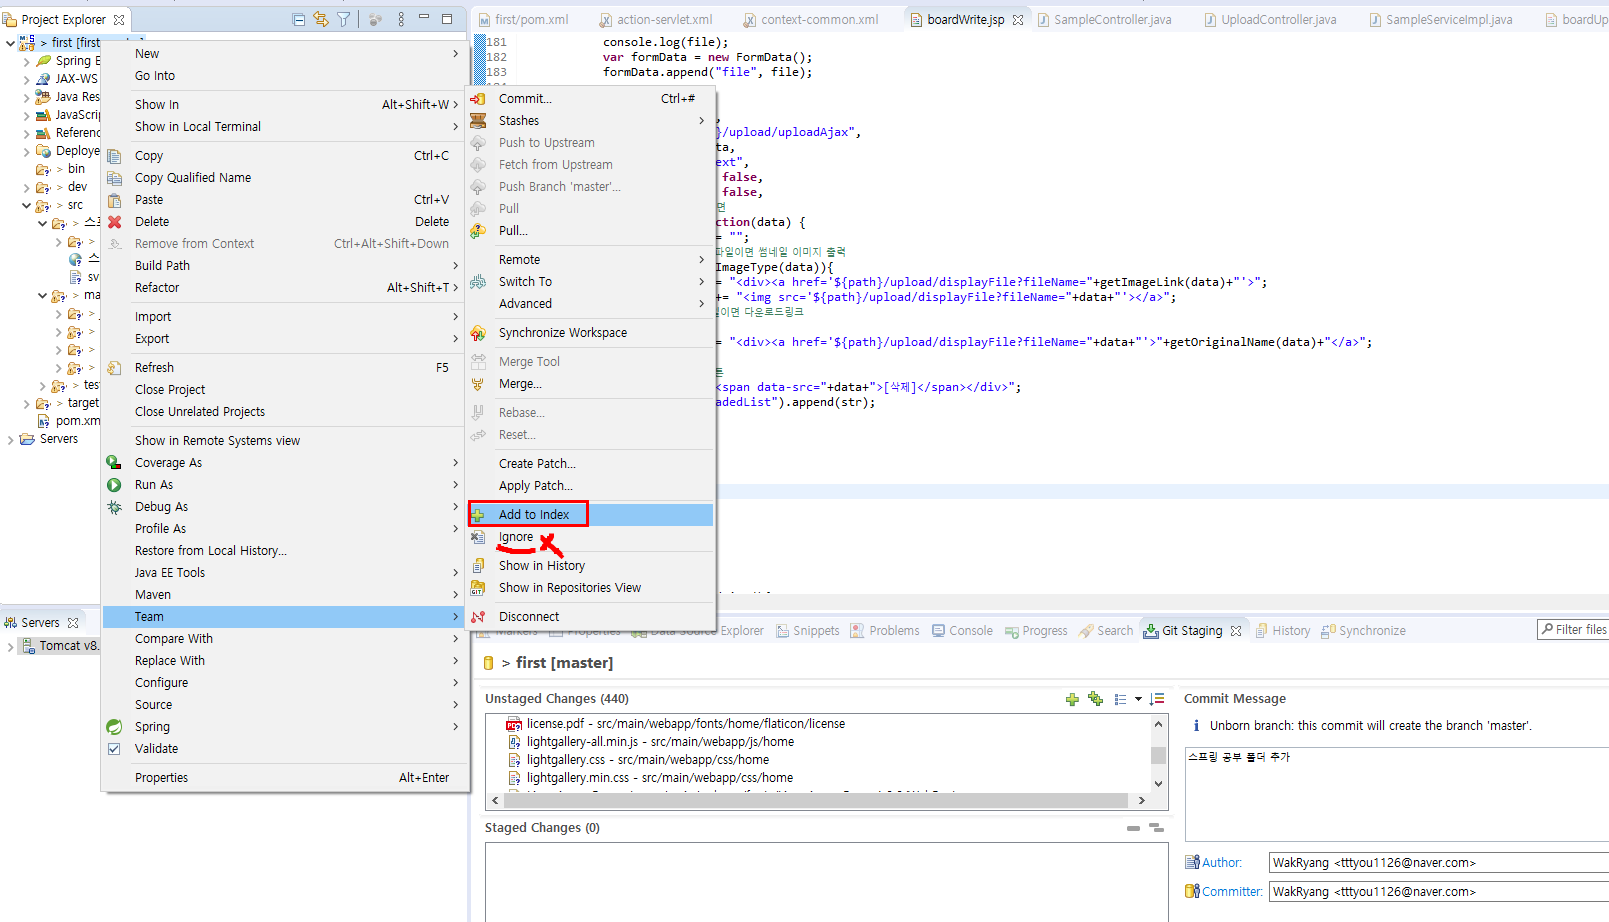 Project Explorer
first/pom.xml
action-servlet.xml
context-common.xml
boardWrite.jsp
SampleController.java
UploadController.java
SampleServiceImpl.java
boardUp
> first [first
Spring E
JAX-WS
Java Res
JavaScrip
Referenc
Deploye
> bin
> dev
> src
> 스프
>
스
sv
> ma
>
>
>
>
> test
> target
pom.xm
Servers
New
Go Into
Show In Alt+Shift+W >
Show in Local Terminal
Copy Ctrl+C
Copy Qualified Name
Paste Ctrl+V
Delete Delete
Remove from Context Ctrl+Alt+Shift+Down
Build Path
Refactor Alt+Shift+T >
Import
Export
Refresh F5
Close Project
Close Unrelated Projects
Show in Remote Systems view
Coverage As
Run As
Debug As
Profile As
Restore from Local History...
Java EE Tools
Maven
Team
Compare With
Replace With
Configure
Source
Spring
Validate
Properties Alt+Enter
Commit... Ctrl+#
Stashes
Push to Upstream
Fetch from Upstream
Push Branch 'master'...
Pull
Pull...
Remote
Switch To
Advanced
Synchronize Workspace
Merge Tool
Merge...
Rebase...
Reset...
Create Patch...
Apply Patch...
Add to Index
Ignore
Show in History
Show in Repositories View
Disconnect
181 console.log(file);
182 var formData = new FormData();
183 formData.append("file", file);
,
}/upload/uploadAjax",
ta,
ext",
false,
false,
면
ction(data) {
= "";
파일이면 썸네일 이미지 출력
ImageType(data)){
= "<div><a href='${path}/upload/displayFile?fileName="+getImageLink(data)+"'>";
+= "<img src='${path}/upload/displayFile?fileName="+data+"'></a>";
일이면 다운로드링크
= "<div><a href='${path}/upload/displayFile?fileName="+data+"'>"+getOriginalName(data)+"</a>";
튼
<span data-src="+data+">[삭제]</span></div>";
adedList").append(str);
Servers
Tomcat v8.
Markers
Properties
Data Source Explorer
Snippets
Problems
Console
Progress
Search
Git Staging
History
Synchronize
Filter files
> first [master]
Unstaged Changes (440)
license.pdf - src/main/webapp/fonts/home/flaticon/license
lightgallery-all.min.js - src/main/webapp/js/home
lightgallery.css - src/main/webapp/css/home
lightgallery.min.css - src/main/webapp/css/home
Staged Changes (0)
Commit Message
Unborn branch: this commit will create the branch 'master'.
스프링 공부 폴더 추가
Author: WakRyang <tttyou1126@naver.com>
Committer: WakRyang <tttyou1126@naver.com>